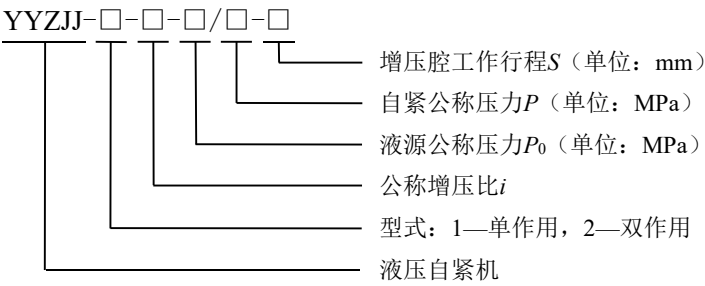 YYZJJ-□-□-□/□-□
增压腔工作行程S（单位：mm）
自紧公称压力P（单位：MPa）
液源公称压力P₀（单位：MPa）
公称增压比i
型式：1—单作用，2—双作用
液压自紧机